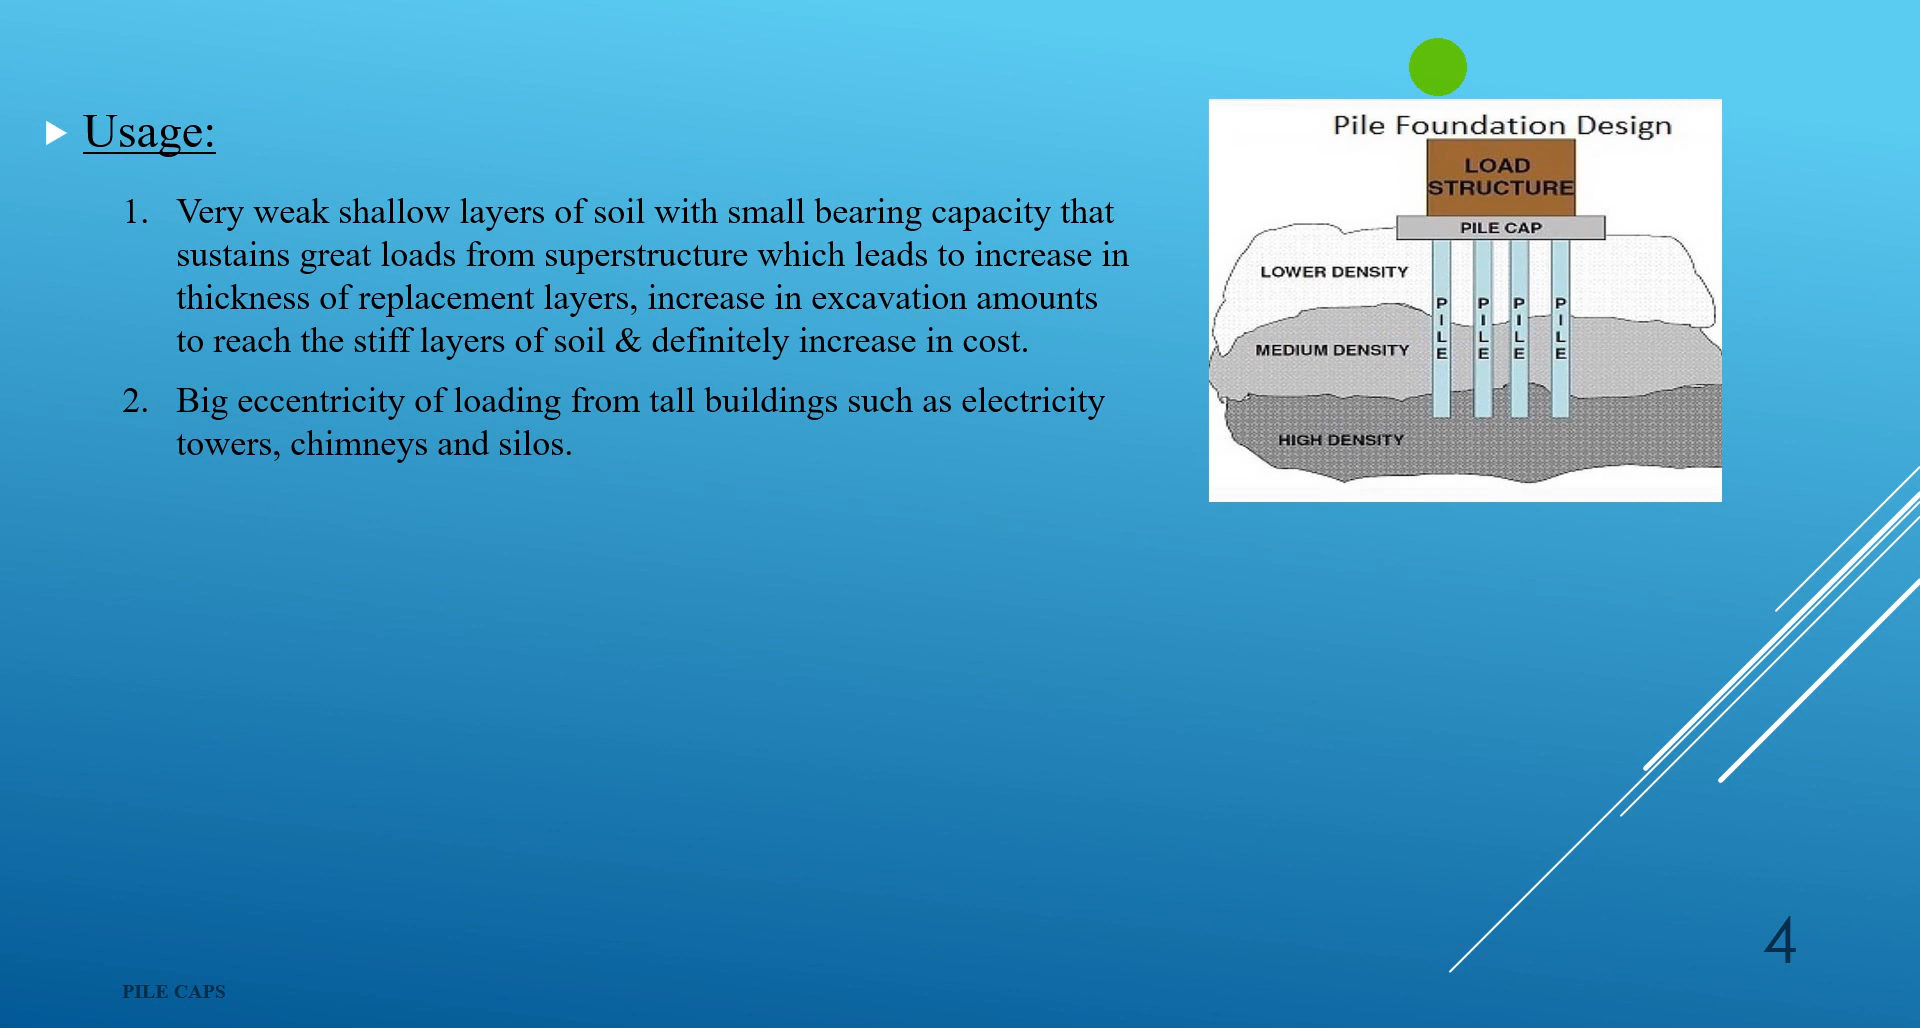 Usage:
1. Very weak shallow layers of soil with small bearing capacity that
sustains great loads from superstructure which leads to increase in
thickness of replacement layers, increase in excavation amounts
to reach the stiff layers of soil & definitely increase in cost.
2. Big eccentricity of loading from tall buildings such as electricity
towers, chimneys and silos.
Pile Foundation Design
LOAD
STRUCTURE
PILE CAP
LOWER DENSITY
PILE PILE PILE PILE
MEDIUM DENSITY
HIGH DENSITY
4
PILE CAPS